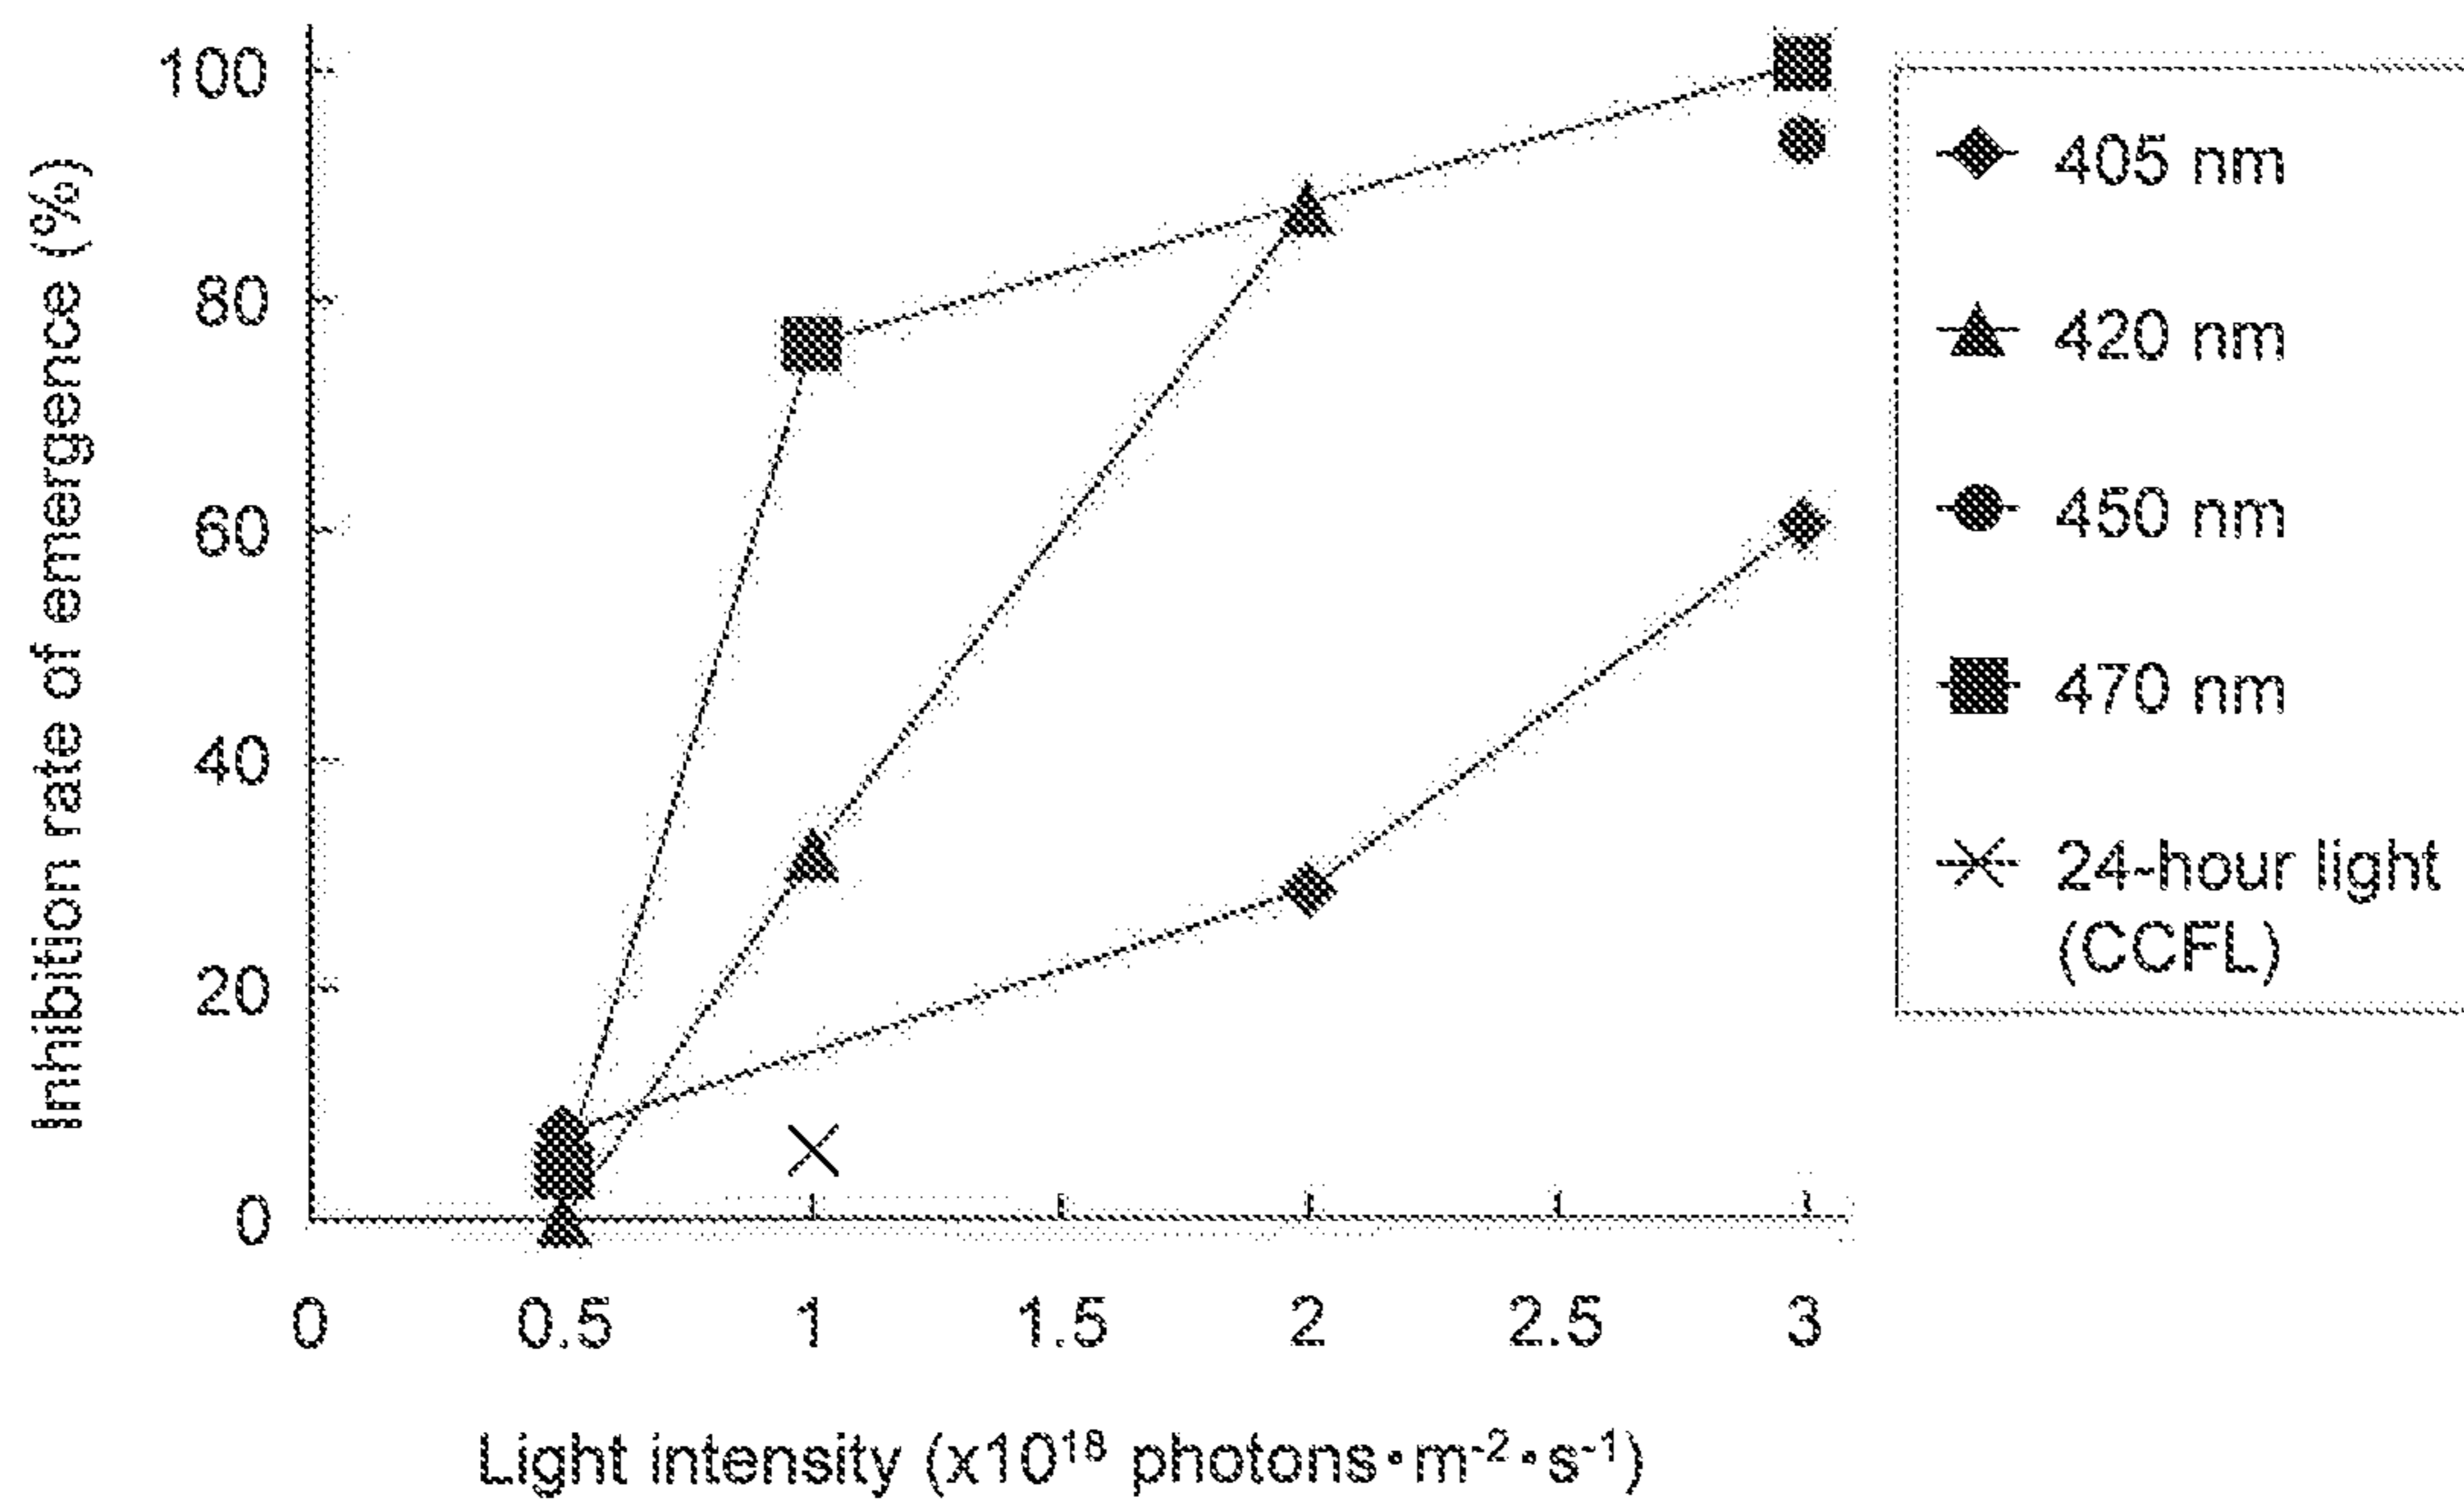 Inhibition rate of emergence (%)
100
80
60
40
20
0
0 0.5 1 1.5 2 2.5 3
Light intensity (x10¹⁸ photons·m⁻²·s⁻¹)
405 nm
420 nm
450 nm
470 nm
24-hour light
(CCFL)